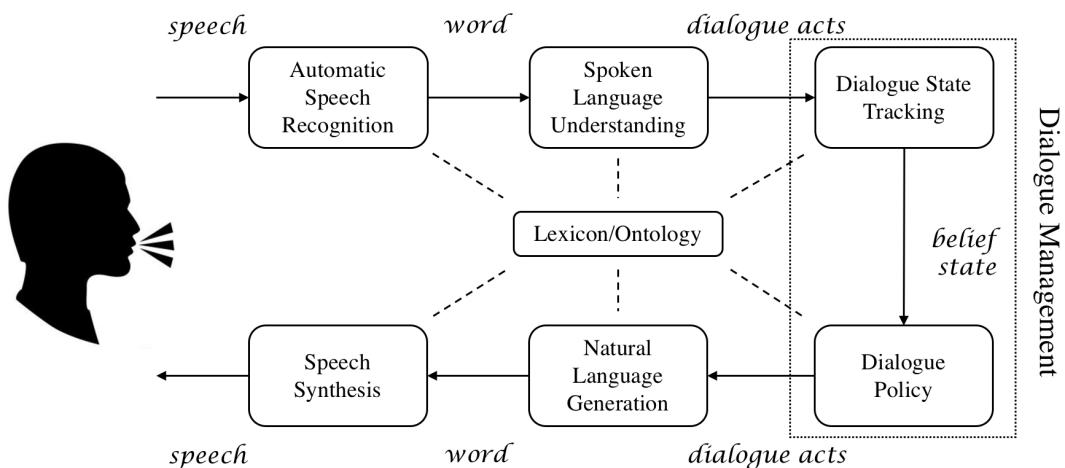 speech
word
dialogue acts
Automatic
Speech
Recognition
Spoken
Language
Understanding
Dialogue State
Tracking
Dialogue Management
Lexicon/Ontology
belief
state
Speech
Synthesis
Natural
Language
Generation
Dialogue
Policy
speech
word
dialogue acts